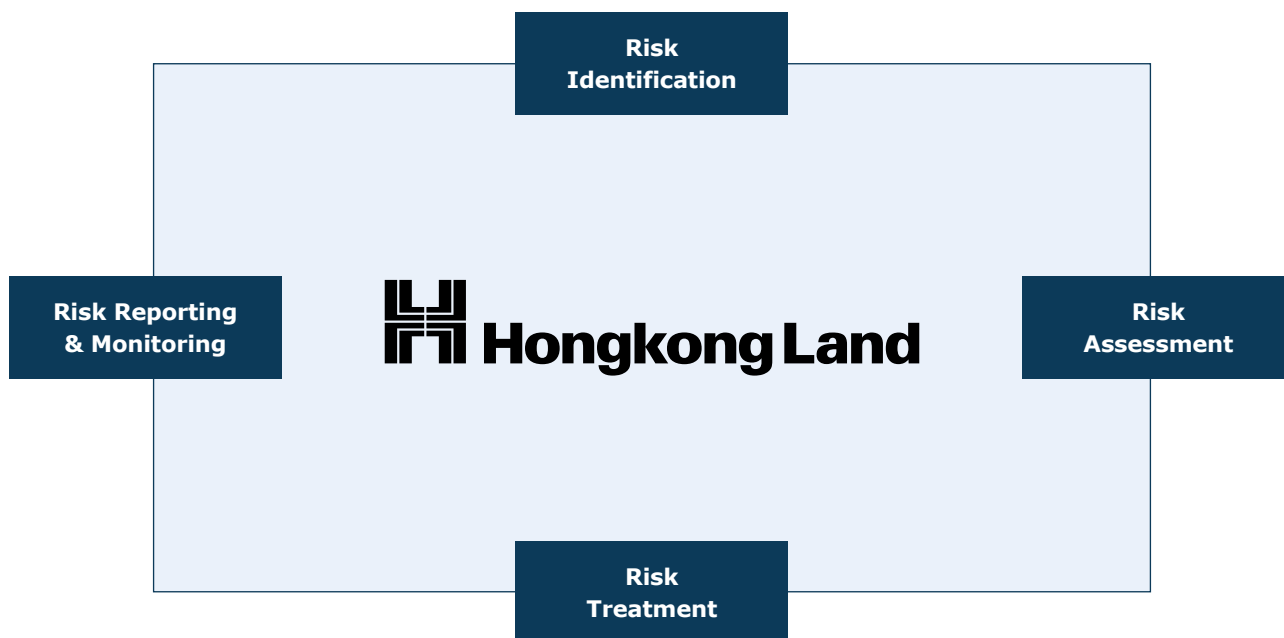 Risk
Identification
Risk Reporting
& Monitoring
Hongkong Land
Risk
Assessment
Risk
Treatment